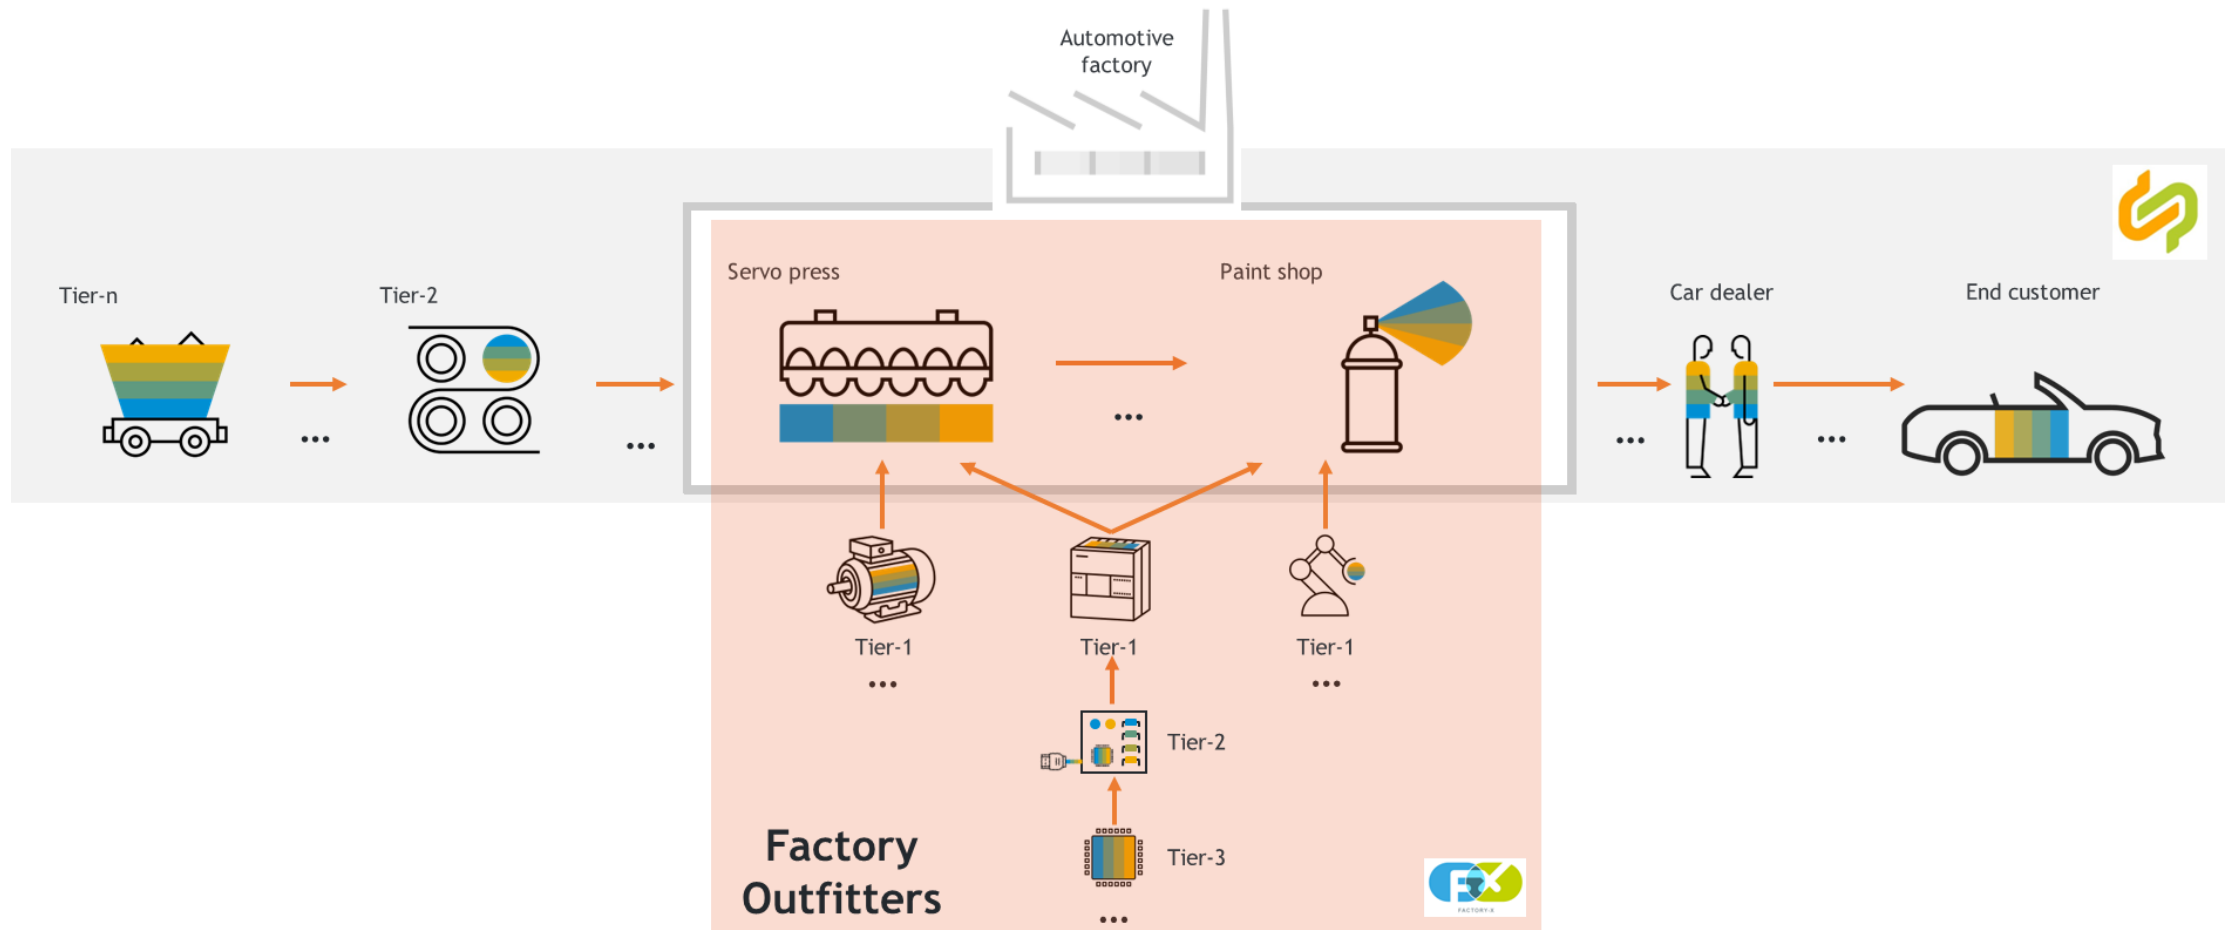 Automotive
factory
Servo press
Paint shop
Tier-n
Tier-2
Car dealer
End customer
...
...
...
...
...
Tier-1
Tier-1
Tier-1
...
...
Tier-2
Tier-3
Factory
Outfitters
...
FACTORY-X